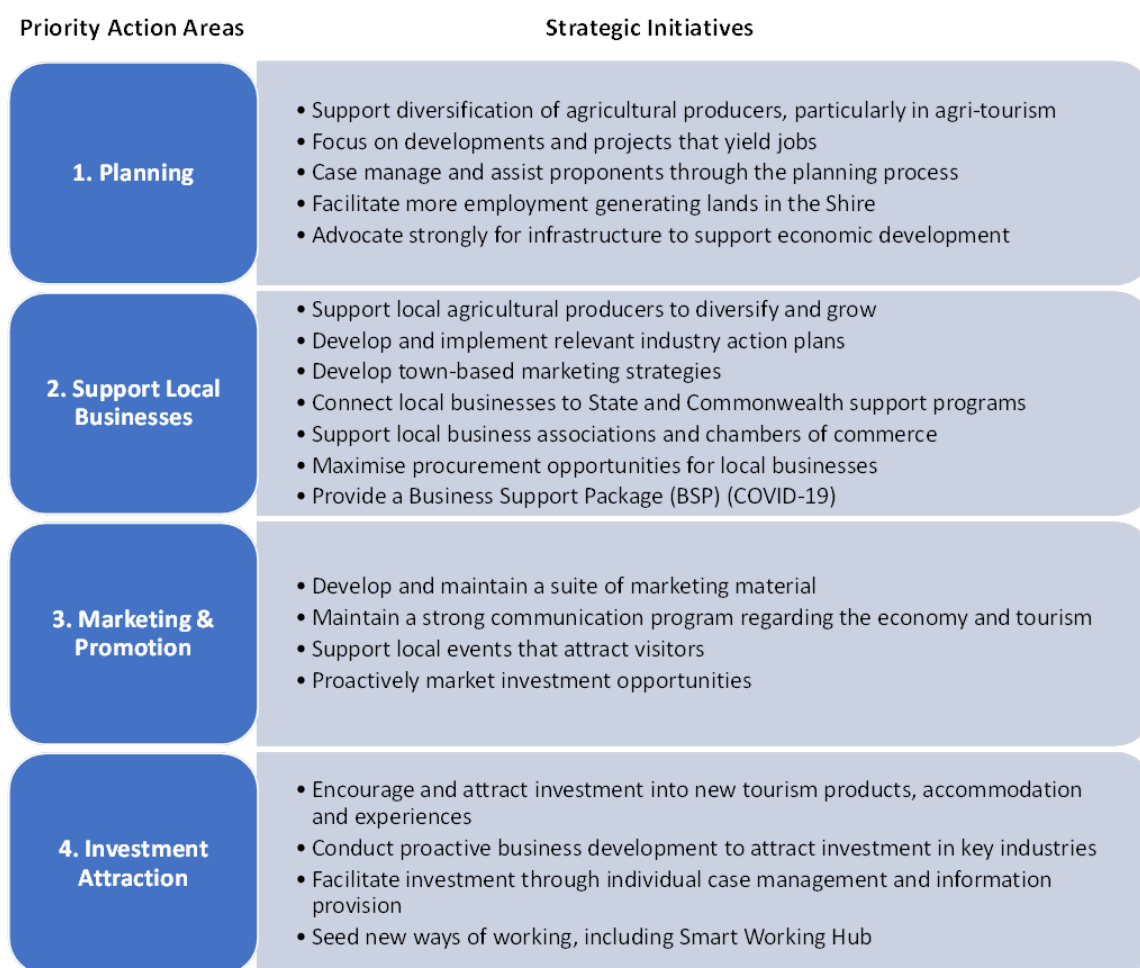 Priority Action Areas
Strategic Initiatives
1. Planning
• Support diversification of agricultural producers, particularly in agri-tourism
• Focus on developments and projects that yield jobs
• Case manage and assist proponents through the planning process
• Facilitate more employment generating lands in the Shire
• Advocate strongly for infrastructure to support economic development
2. Support Local
Businesses
• Support local agricultural producers to diversify and grow
• Develop and implement relevant industry action plans
• Develop town-based marketing strategies
• Connect local businesses to State and Commonwealth support programs
• Support local business associations and chambers of commerce
• Maximise procurement opportunities for local businesses
• Provide a Business Support Package (BSP) (COVID-19)
3. Marketing &
Promotion
• Develop and maintain a suite of marketing material
• Maintain a strong communication program regarding the economy and tourism
• Support local events that attract visitors
• Proactively market investment opportunities
4. Investment
Attraction
• Encourage and attract investment into new tourism products, accommodation
and experiences
• Conduct proactive business development to attract investment in key industries
• Facilitate investment through individual case management and information
provision
• Seed new ways of working, including Smart Working Hub